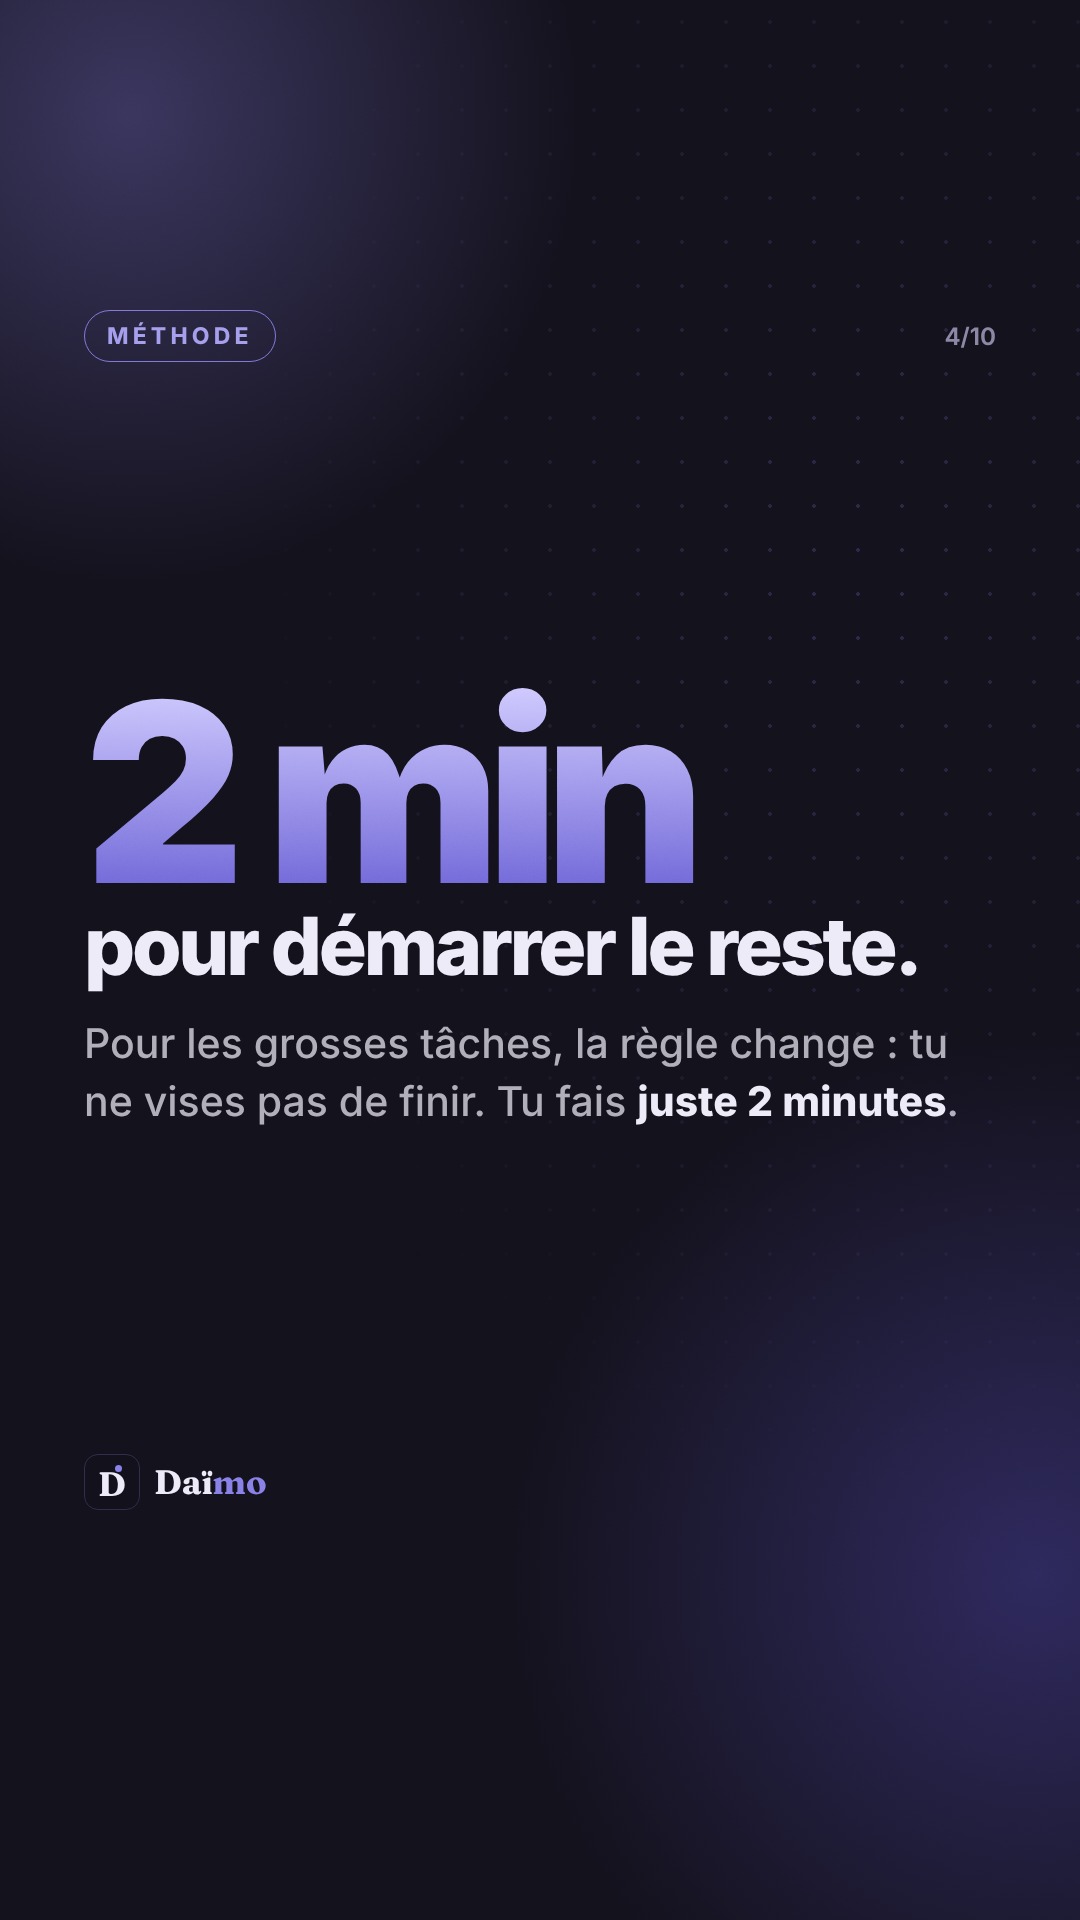 MÉTHODE
4/10
2 min
pour démarrer le reste.
Pour les grosses tâches, la règle change : tu
ne vises pas de finir. Tu fais juste 2 minutes.
D Daïmo